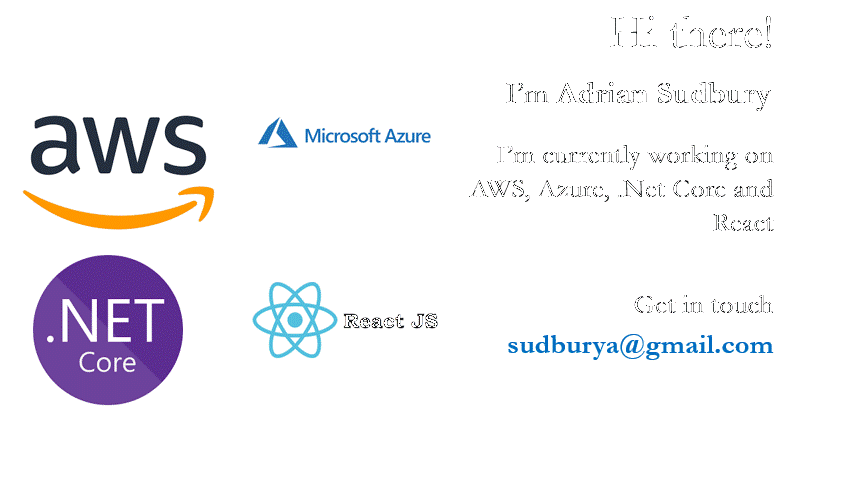 Hi there!
I'm Adrian Sudbury
aws
Microsoft Azure
I'm currently working on
AWS, Azure, .Net Core and
React
.NET
Core
React JS
Get in touch
sudburya@gmail.com